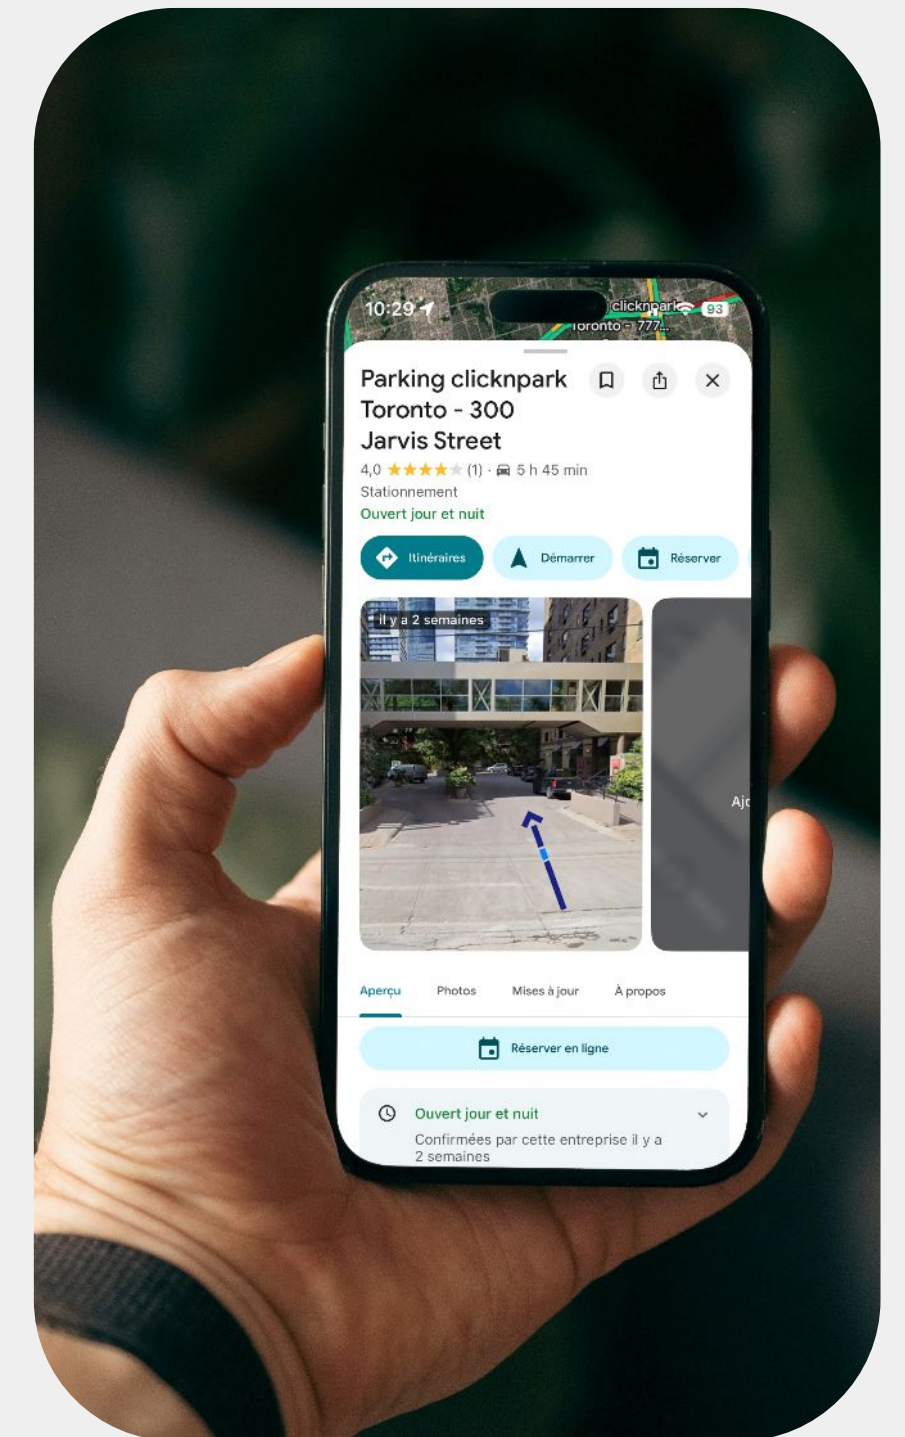 10:29
clicknpark
93
Toronto - 777...
Parking clicknpark
Toronto - 300
Jarvis Street
4,0 (1) · 5 h 45 min
Stationnement
Ouvert jour et nuit
Itinéraires
Démarrer
Réserver
il y a 2 semaines
Ajo
Aperçu
Photos
Mises à jour
À propos
Réserver en ligne
Ouvert jour et nuit
Confirmées par cette entreprise il y a
2 semaines